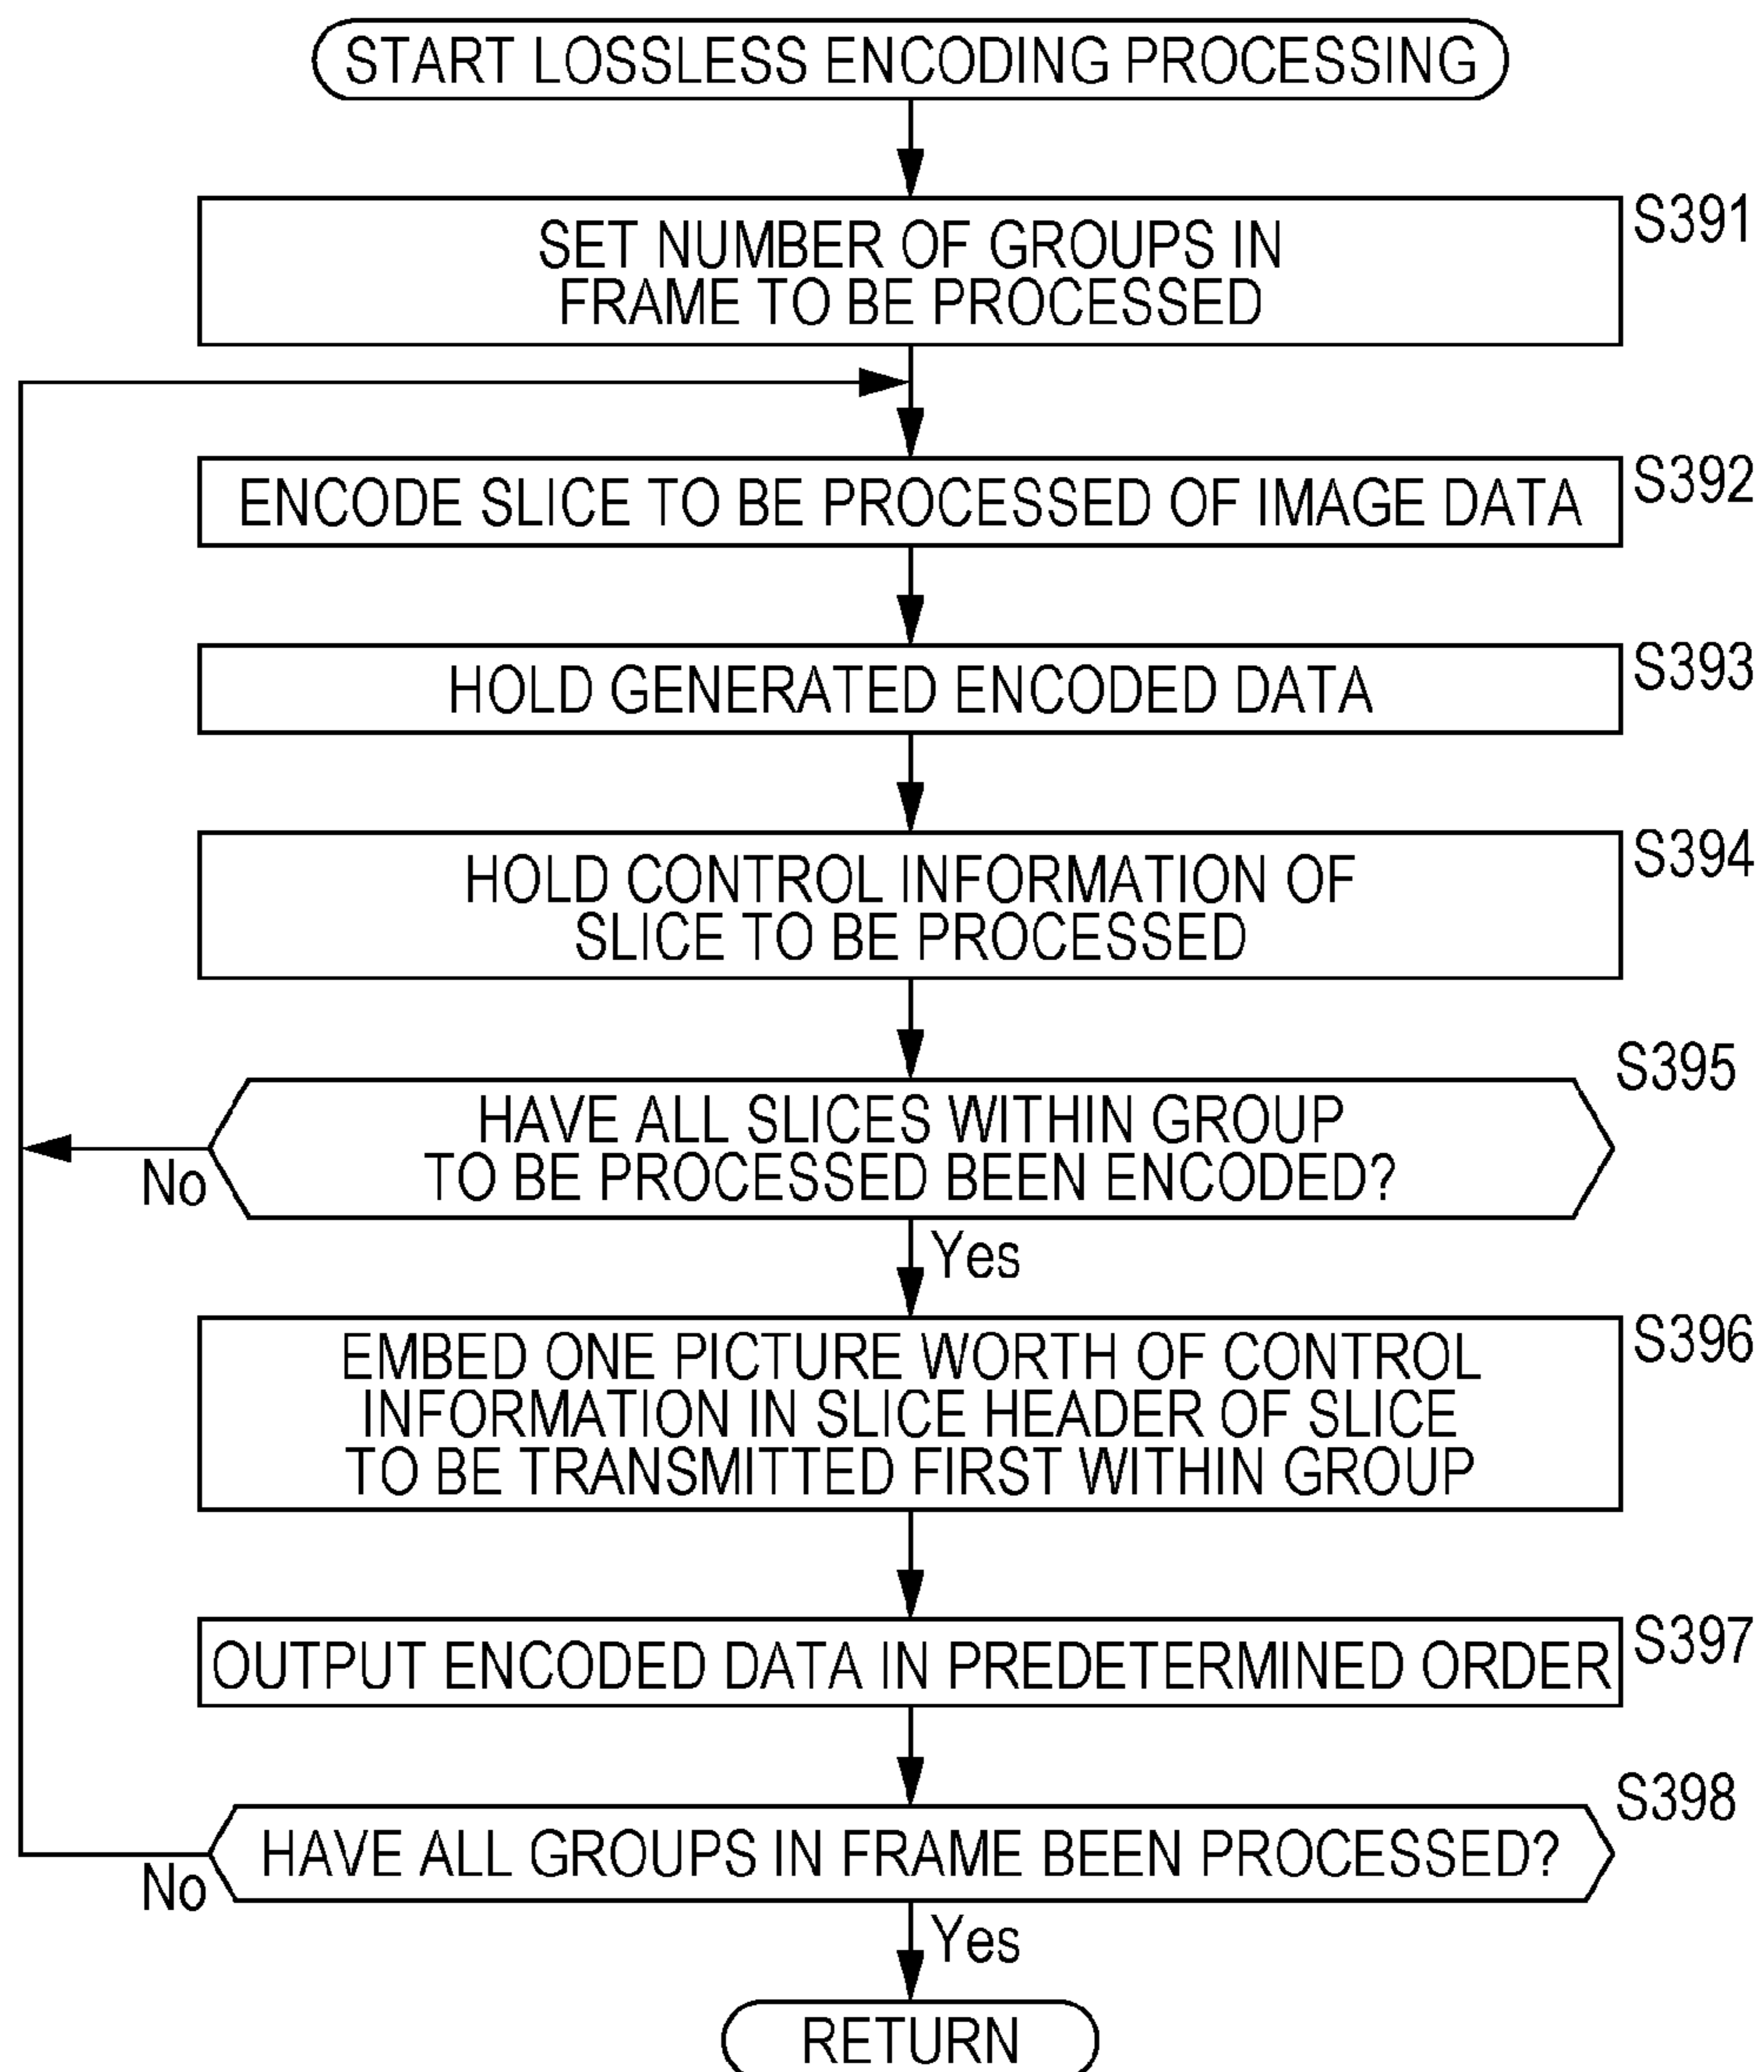 START LOSSLESS ENCODING PROCESSING
S391
SET NUMBER OF GROUPS IN
FRAME TO BE PROCESSED
S392
ENCODE SLICE TO BE PROCESSED OF IMAGE DATA
S393
HOLD GENERATED ENCODED DATA
S394
HOLD CONTROL INFORMATION OF
SLICE TO BE PROCESSED
S395
HAVE ALL SLICES WITHIN GROUP
TO BE PROCESSED BEEN ENCODED?
No
Yes
S396
EMBED ONE PICTURE WORTH OF CONTROL
INFORMATION IN SLICE HEADER OF SLICE
TO BE TRANSMITTED FIRST WITHIN GROUP
S397
OUTPUT ENCODED DATA IN PREDETERMINED ORDER
S398
HAVE ALL GROUPS IN FRAME BEEN PROCESSED?
No
Yes
RETURN